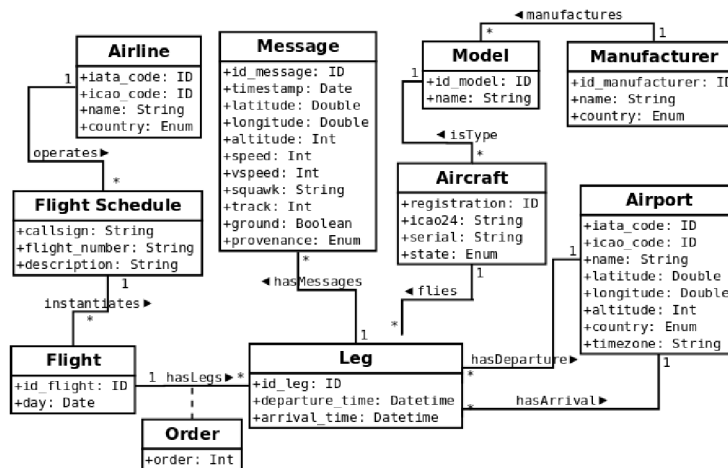 ◄ manufactures
*
1
Airline
+iata_code: ID
+icao_code: ID
+name: String
+country: Enum
1
Message
+id_message: ID
+timestamp: Date
+latitude: Double
+longitude: Double
+altitude: Int
+speed: Int
+vspeed: Int
+squawk: String
+track: Int
+ground: Boolean
+provenance: Enum
Model
+id_model: ID
+name: String
1
Manufacturer
+id_manufacturer: ID
+name: String
+country: Enum
◄ isType
*
operates►
*
Flight Schedule
+callsign: String
+flight_number: String
+description: String
1
Aircraft
+registration: ID
+icao24: String
+serial: String
+state: Enum
1
Airport
+iata_code: ID
+icao_code: ID
+name: String
+latitude: Double
+longitude: Double
+altitude: Int
+country: Enum
+timezone: String
1
1
*
◄ hasMessages
1
◄ flies
*
instantiates►
*
Flight
+id_flight: ID
+day: Date
1 hasLegs► *
Leg
+id_leg: ID
+departure_time: Datetime
+arrival_time: Datetime
hasDeparture►
*
hasArrival►
*
Order
+order: Int